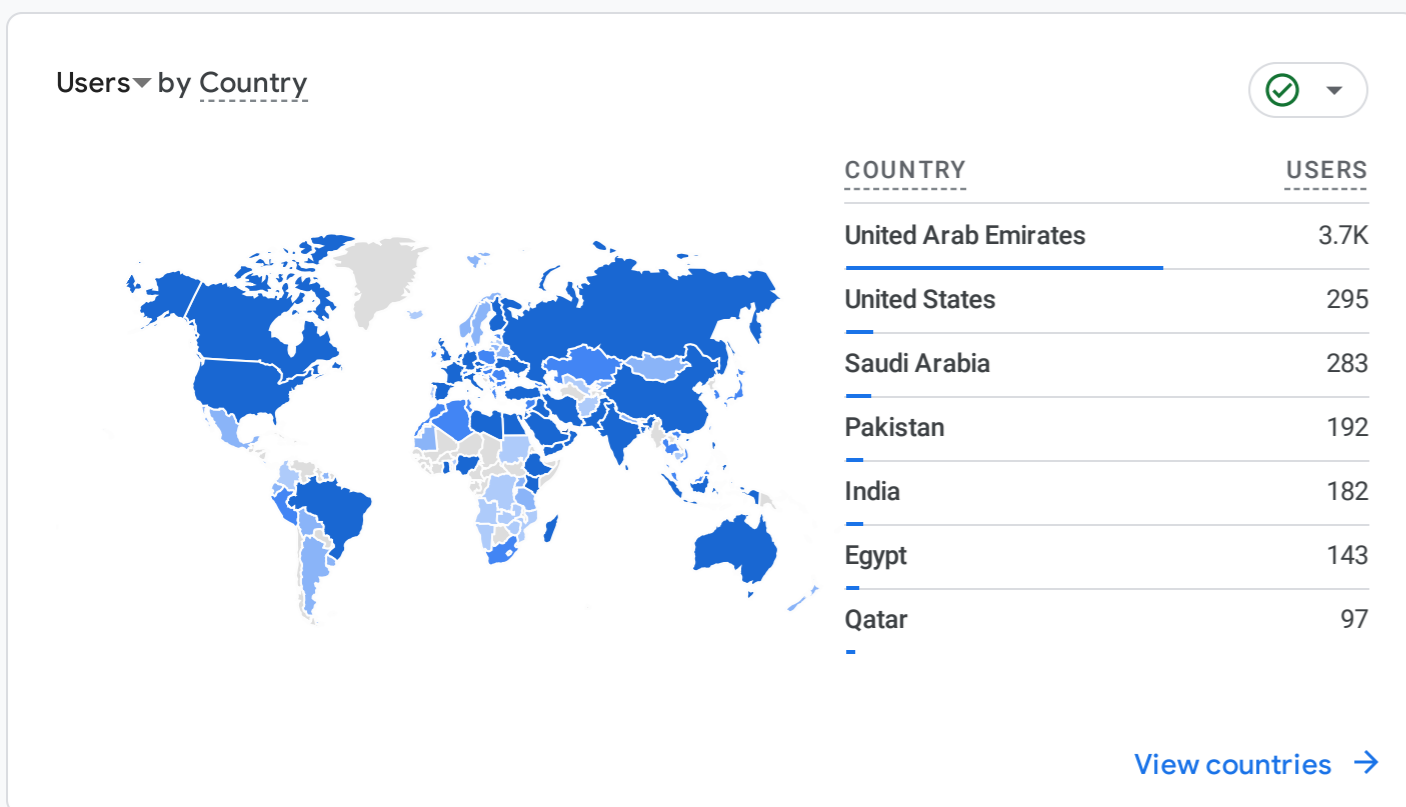 Users by Country
COUNTRY USERS
United Arab Emirates 3.7K
United States 295
Saudi Arabia 283
Pakistan 192
India 182
Egypt 143
Qatar 97
View countries